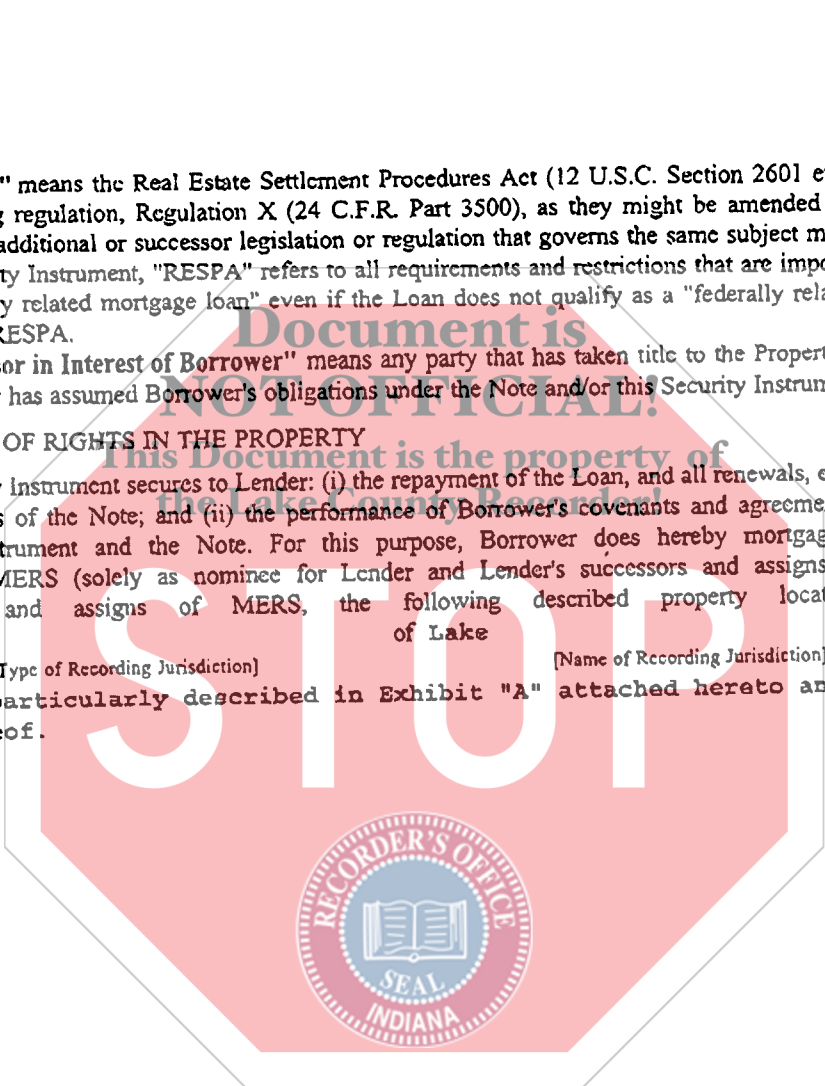 " means the Real Estate Settlement Procedures Act (12 U.S.C. Section 2601 e
g regulation, Regulation X (24 C.F.R. Part 3500), as they might be amended
additional or successor legislation or regulation that governs the same subject m
ty Instrument, "RESPA" refers to all requirements and restrictions that are impo
y related mortgage loan" even if the Loan does not qualify as a "federally rela
RESPA.
Document is
sor in Interest of Borrower" means any party that has taken title to the Propert
r has assumed Borrower's obligations under the Note and/or this Security Instrum
NOT OFFICIAL!
OF RIGHTS IN THE PROPERTY
This Document is the property of
y Instrument secures to Lender: (i) the repayment of the Loan, and all renewals, e
the Lake County Recorder!
s of the Note; and (ii) the performance of Borrower's covenants and agreeme
trument and the Note. For this purpose, Borrower does hereby mortgag
MERS (solely as nominee for Lender and Lender's successors and assigns
and assigns of MERS, the following described property locat
of Lake
Type of Recording Jurisdiction]
[Name of Recording Jurisdiction]
articularly described in Exhibit "A" attached hereto an
eof.
STOP
RECORDER'S OFFICE
SEAL
INDIANA